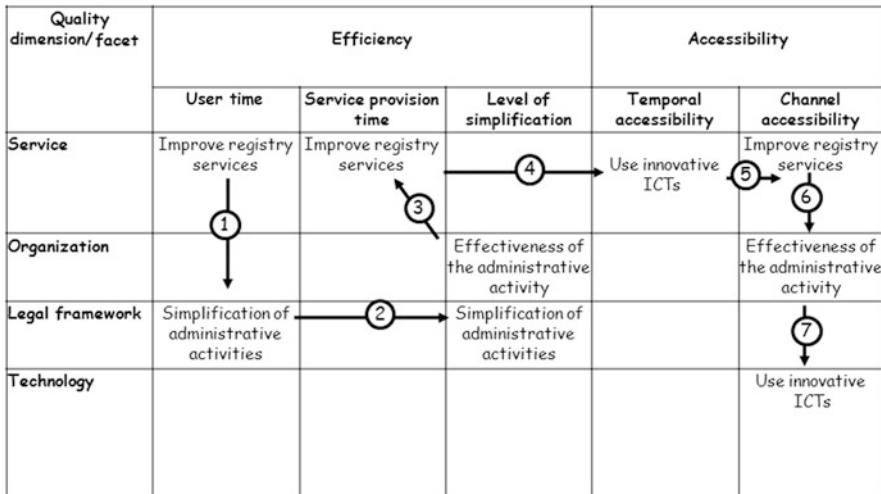 Quality
dimension/facet
Efficiency
Accessibility
User time
Service provision
time
Level of
simplification
Temporal
accessibility
Channel
accessibility
Service
Improve registry
services
Improve registry
services
4
Use innovative
ICTs
5
Improve registry
services
1
3
6
Organization
Effectiveness of
the administrative
activity
Effectiveness of
the administrative
activity
Legal framework
Simplification of
administrative
activities
2
Simplification of
administrative
activities
7
Technology
Use innovative
ICTs